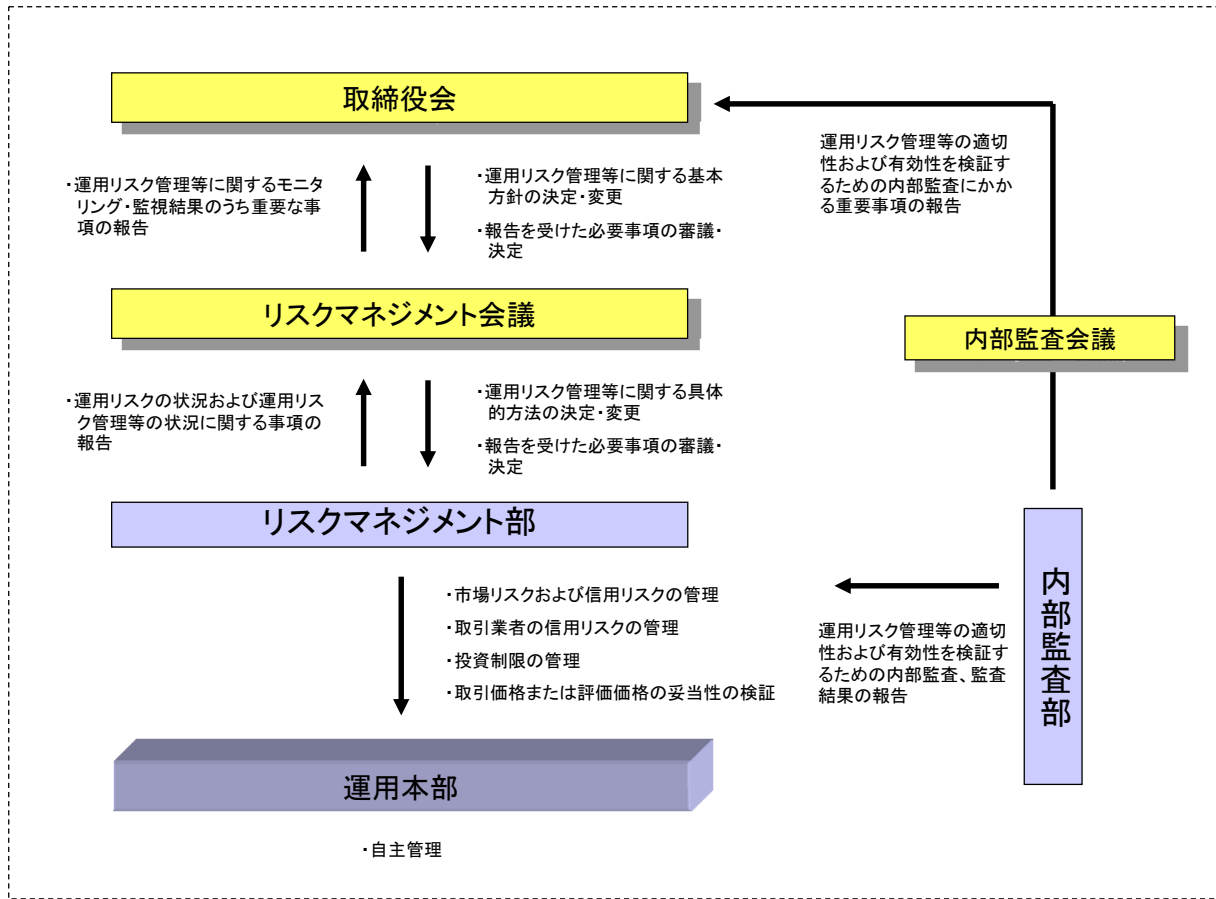 取締役会
・運用リスク管理等に関するモニ
タリング・監視結果のうち重要な事
項の報告
・運用リスク管理等に関する基本
方針の決定・変更
・報告を受けた必要事項の審議・
決定
運用リスク管理等の適切
性および有効性を検証す
るための内部監査にかか
る重要事項の報告
リスクマネジメント会議
内部監査会議
・運用リスクの状況および運用リス
ク管理等の状況に関する事項の
報告
・運用リスク管理等に関する具体
的方法の決定・変更
・報告を受けた必要事項の審議・
決定
リスクマネジメント部
内部監査部
・市場リスクおよび信用リスクの管理
・取引業者の信用リスクの管理
・投資制限の管理
・取引価格または評価価格の妥当性の検証
運用リスク管理等の適切
性および有効性を検証す
るための内部監査、監査
結果の報告
運用本部
・自主管理